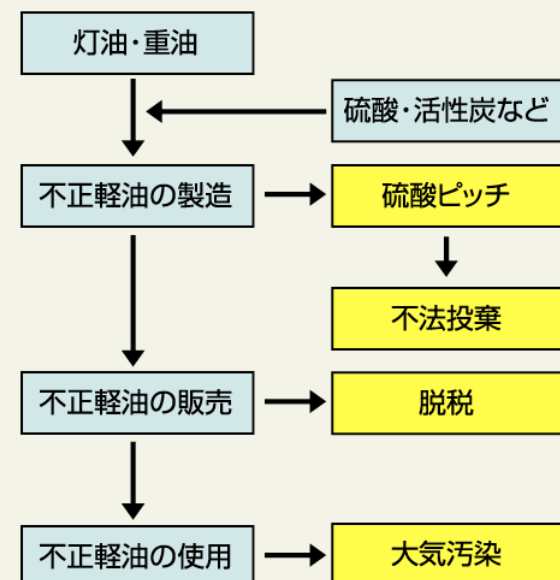 灯油・重油
硫酸・活性炭など
不正軽油の製造
硫酸ピッチ
不法投棄
不正軽油の販売
脱税
不正軽油の使用
大気汚染